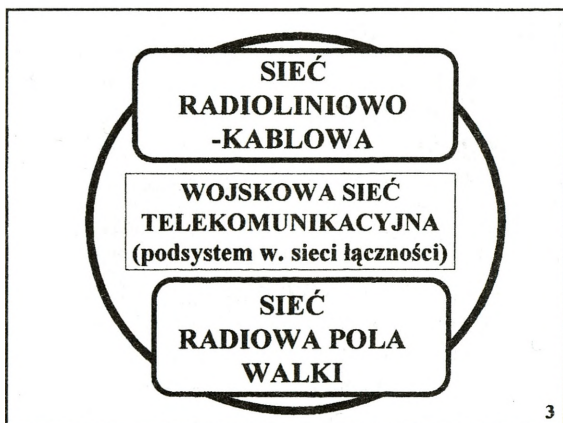 SIEĆ
RADIOLINIOWO
-KABLOWA
WOJSKOWA SIEĆ
TELEKOMUNIKACYJNA
(podsystem w. sieci łączności)
SIEĆ
RADIOWA POLA
WALKI
3